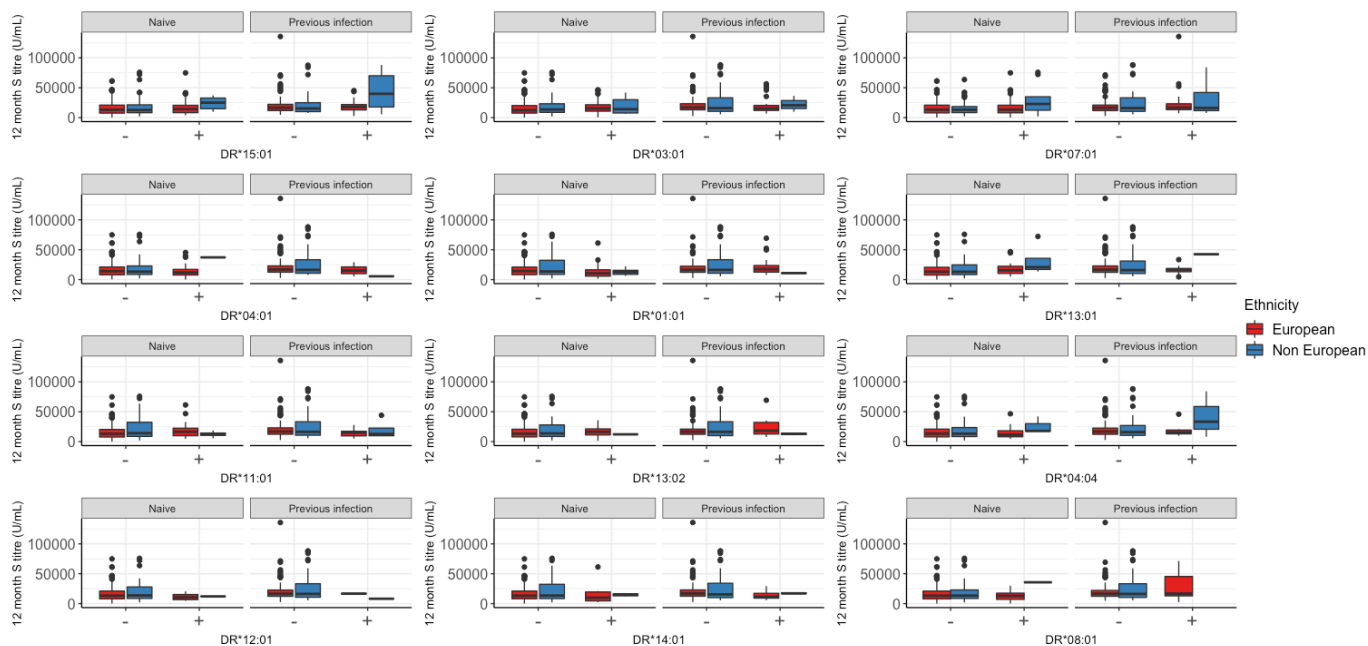 Naive Previous infection
12 month S titre (U/mL)
100000
50000
0
- + - +
DR*15:01
Naive Previous infection
12 month S titre (U/mL)
100000
50000
0
- + - +
DR*03:01
Naive Previous infection
12 month S titre (U/mL)
100000
50000
0
- + - +
DR*07:01
Naive Previous infection
12 month S titre (U/mL)
100000
50000
0
- + - +
DR*04:01
Naive Previous infection
12 month S titre (U/mL)
100000
50000
0
- + - +
DR*01:01
Naive Previous infection
12 month S titre (U/mL)
100000
50000
0
- + - +
DR*13:01
Ethnicity
European
Non European
Naive Previous infection
12 month S titre (U/mL)
100000
50000
0
- + - +
DR*11:01
Naive Previous infection
12 month S titre (U/mL)
100000
50000
0
- + - +
DR*13:02
Naive Previous infection
12 month S titre (U/mL)
100000
50000
0
- + - +
DR*04:04
Naive Previous infection
12 month S titre (U/mL)
100000
50000
0
- + - +
DR*12:01
Naive Previous infection
12 month S titre (U/mL)
100000
50000
0
- + - +
DR*14:01
Naive Previous infection
12 month S titre (U/mL)
100000
50000
0
- + - +
DR*08:01